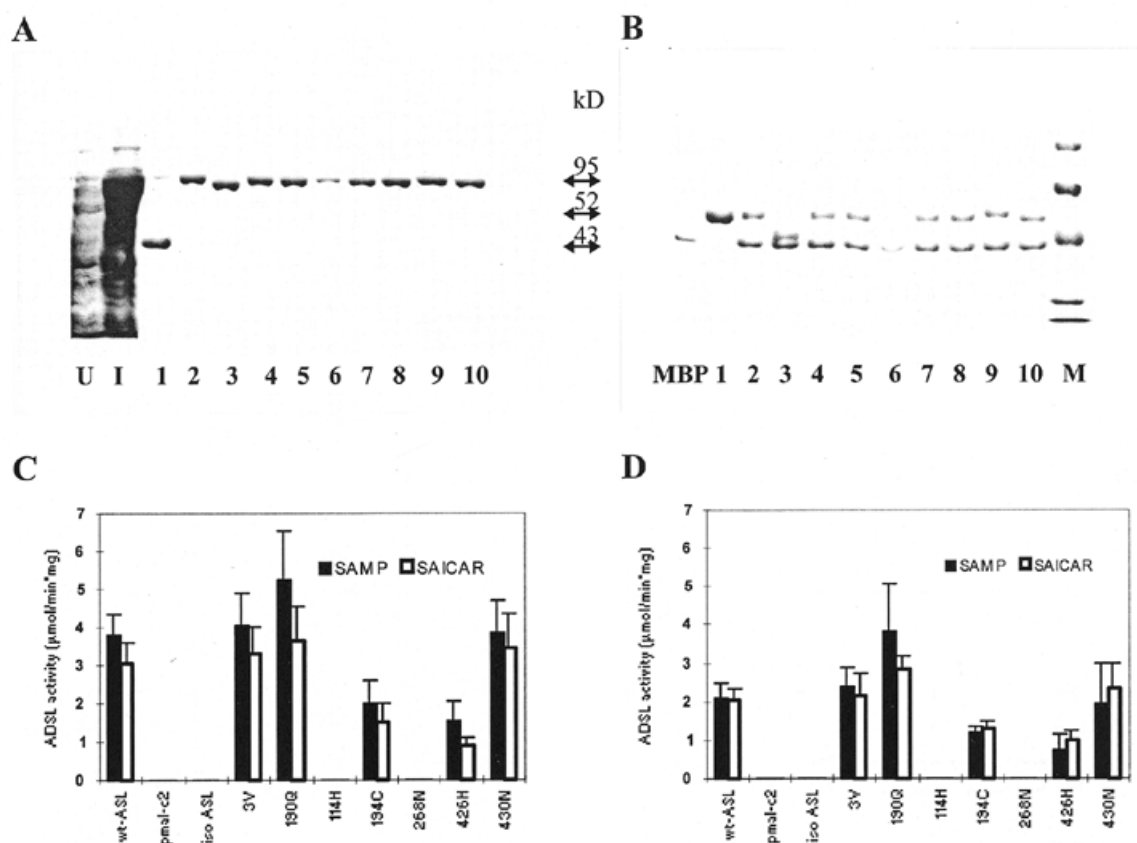 A
B
kD
95
52
43
U I 1 2 3 4 5 6 7 8 9 10
MBP 1 2 3 4 5 6 7 8 9 10 M
C
D
ADSL activity (µmol/min*mg)
7
6
5
4
3
2
1
0
SAMP SAICAR
wt-ASL
pmal-c2
iso ASL
3V
190Q
114H
194C
268N
426H
430N
ADSL activity (µmol/min*mg)
7
6
5
4
3
2
1
0
SAMP SAICAR
wt-ASL
pmal-c2
iso ASL
3V
190Q
114H
194C
268N
426H
430N